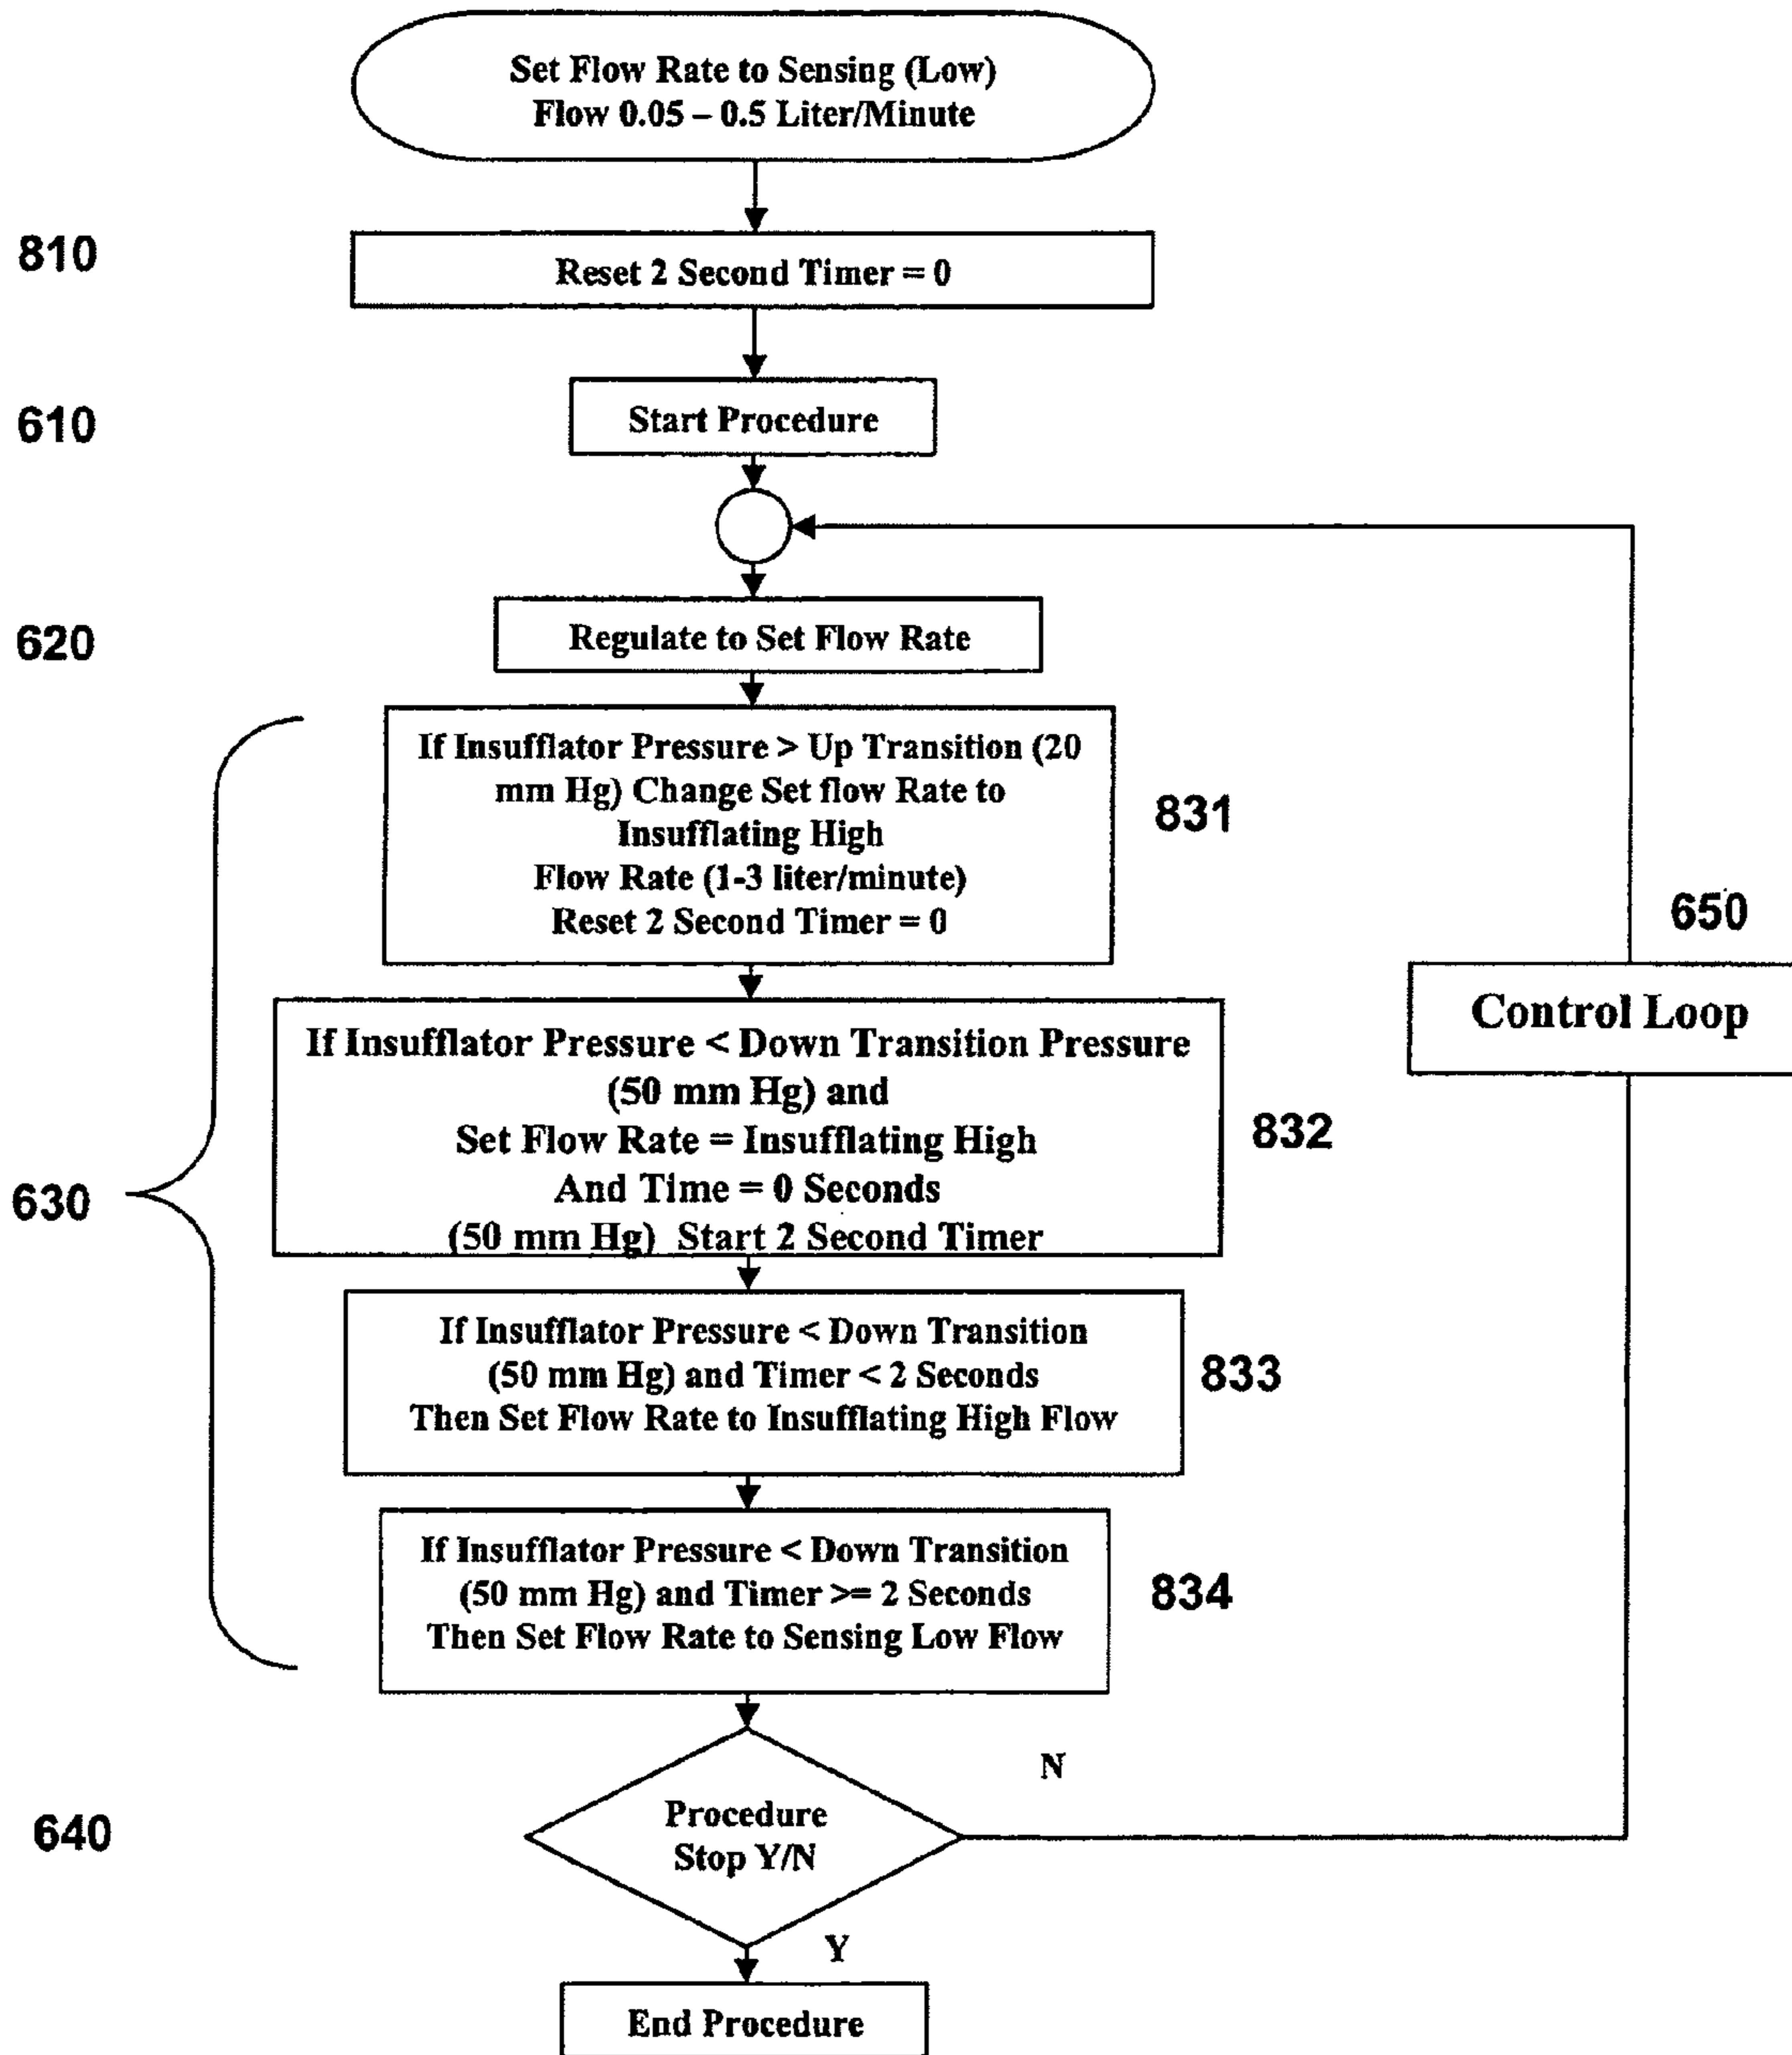 Set Flow Rate to Sensing (Low)
Flow 0.05 – 0.5 Liter/Minute
810
Reset 2 Second Timer = 0
610
Start Procedure
620
Regulate to Set Flow Rate
630
If Insufflator Pressure > Up Transition (20
mm Hg) Change Set flow Rate to
Insufflating High
Flow Rate (1-3 liter/minute)
Reset 2 Second Timer = 0
831
650
Control Loop
If Insufflator Pressure < Down Transition Pressure
(50 mm Hg) and
Set Flow Rate = Insufflating High
And Time = 0 Seconds
(50 mm Hg) Start 2 Second Timer
832
If Insufflator Pressure < Down Transition
(50 mm Hg) and Timer < 2 Seconds
Then Set Flow Rate to Insufflating High Flow
833
If Insufflator Pressure < Down Transition
(50 mm Hg) and Timer >= 2 Seconds
Then Set Flow Rate to Sensing Low Flow
834
640
Procedure
Stop Y/N
N
Y
End Procedure